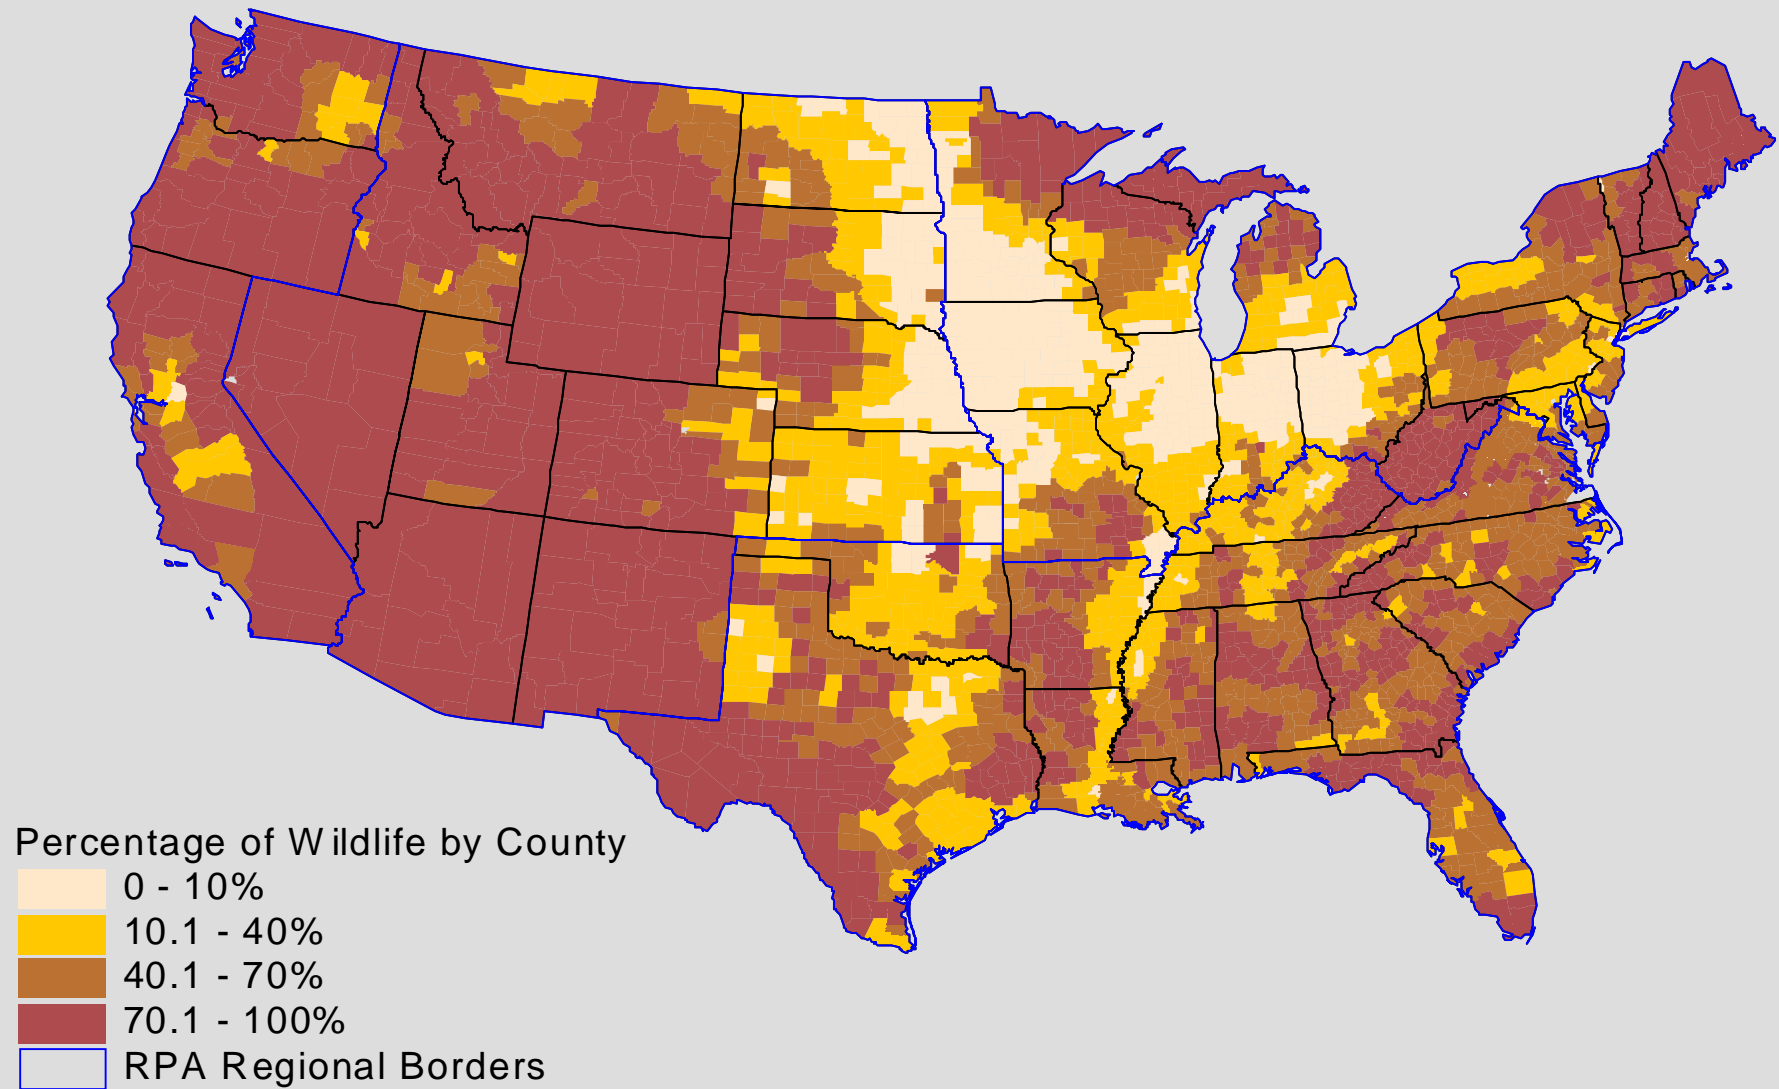 Percentage of Wildlife by County
0 - 10%
10.1 - 40%
40.1 - 70%
70.1 - 100%
RPA Regional Borders